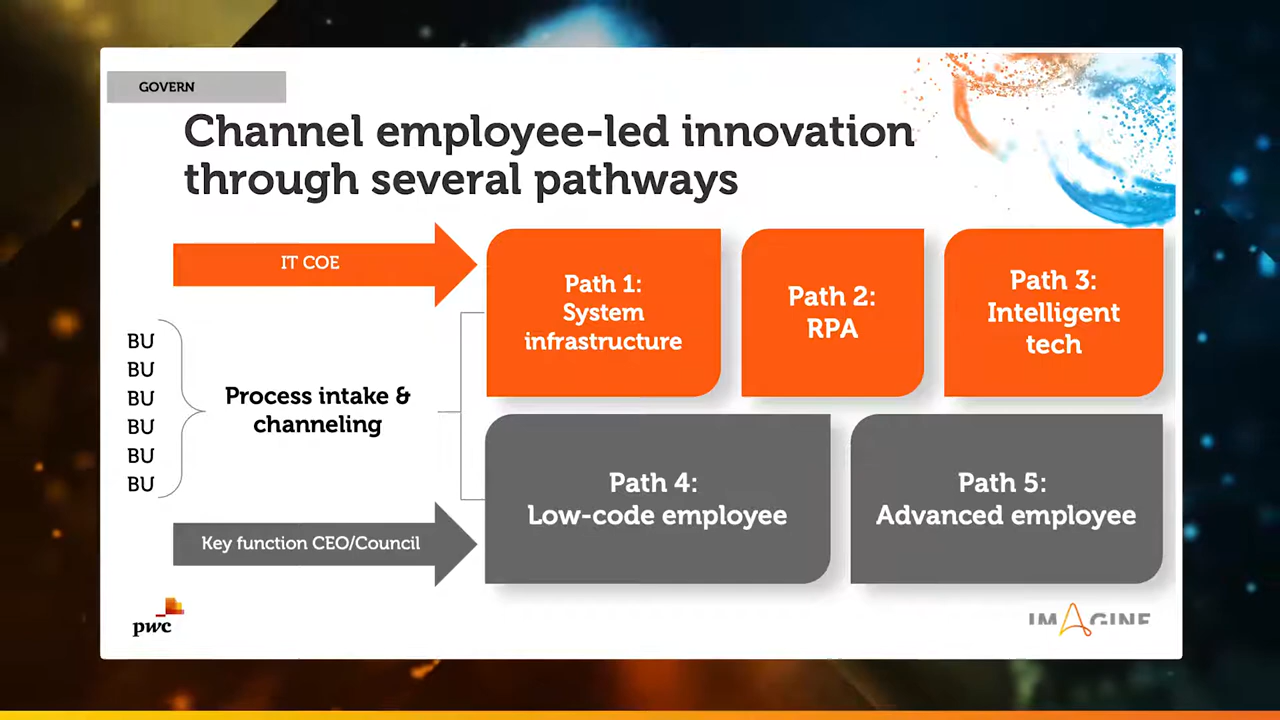 GOVERN
Channel employee-led innovation
through several pathways
IT COE
Path 1:
System
infrastructure
Path 2:
RPA
Path 3:
Intelligent
tech
BU
BU
BU
BU
BU
BU
Process intake &
channeling
Key function CEO/Council
Path 4:
Low-code employee
Path 5:
Advanced employee
pwc
IMAGINE